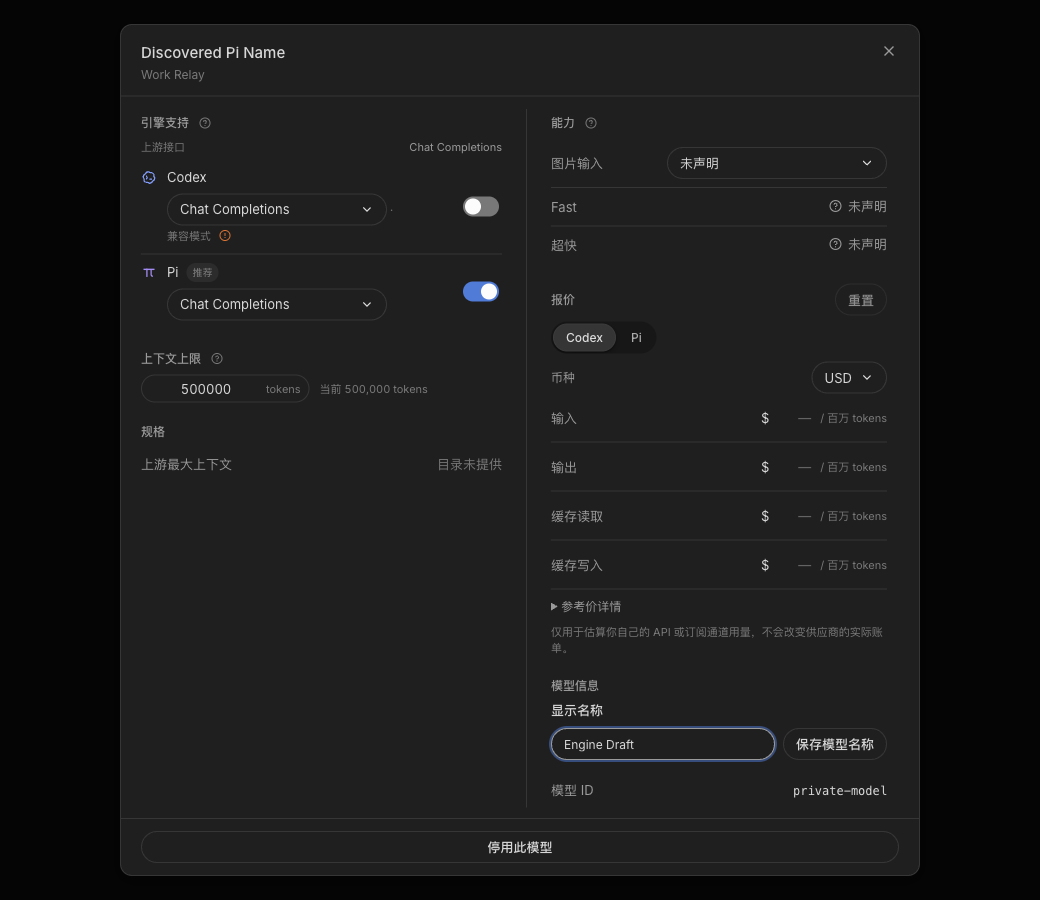 Discovered Pi Name
Work Relay
引擎支持
上游接口 Chat Completions
Codex
Chat Completions
兼容模式
Pi 推荐
Chat Completions
上下文上限
500000 tokens 当前 500,000 tokens
规格
上游最大上下文 目录未提供
能力
图片输入 未声明
Fast 未声明
超快 未声明
报价 重置
Codex Pi
币种 USD
输入 $ — / 百万 tokens
输出 $ — / 百万 tokens
缓存读取 $ — / 百万 tokens
缓存写入 $ — / 百万 tokens
参考价详情
仅用于估算你自己的 API 或订阅通道用量，不会改变供应商的实际账
单。
模型信息
显示名称
Engine Draft 保存模型名称
模型 ID private-model
停用此模型